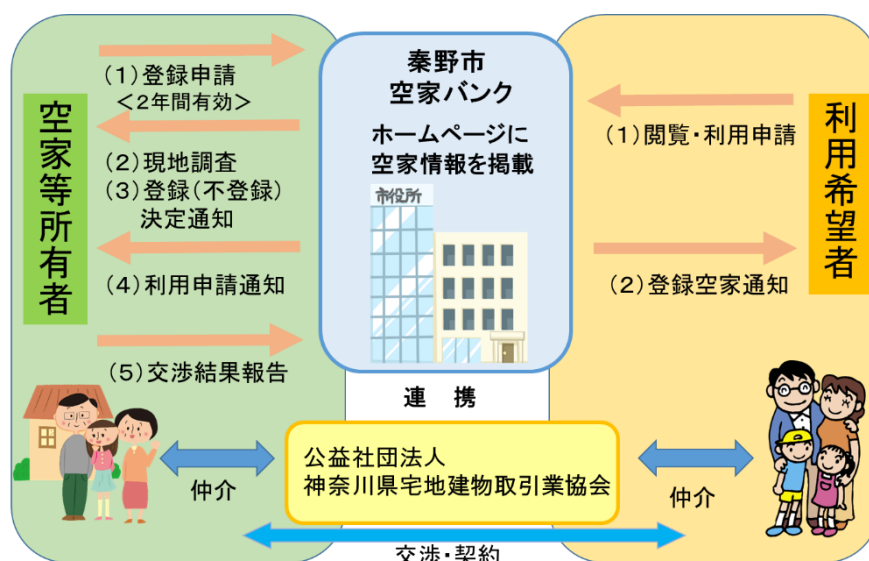 秦野市
空家バンク
ホームページに
空家情報を掲載
市役所
空家等所有者
(1)登録申請
＜2年間有効＞
(2)現地調査
(3)登録(不登録)
決定通知
(4)利用申請通知
(5)交渉結果報告
利用希望者
(1)閲覧・利用申請
(2)登録空家通知
連 携
公益社団法人
神奈川県宅地建物取引業協会
仲介
仲介
交渉・契約